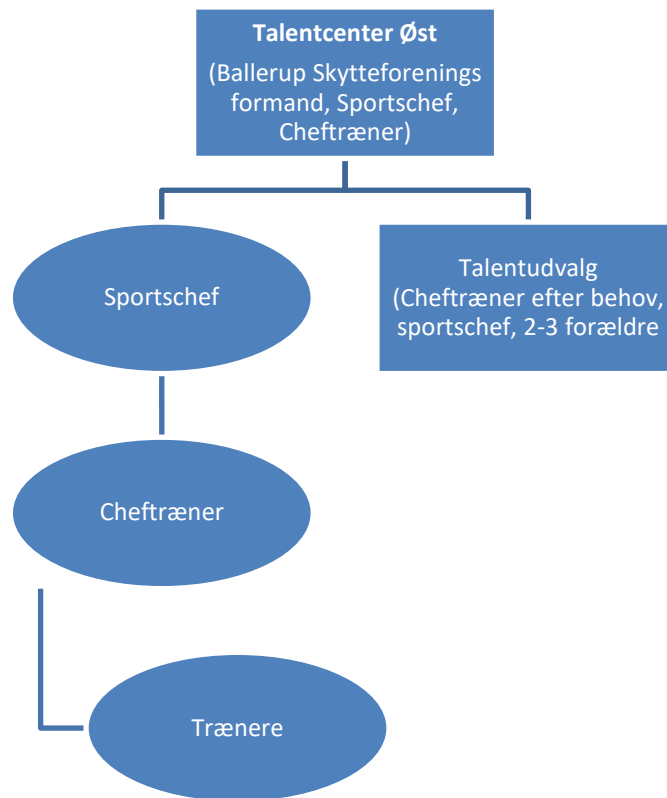 Talentcenter Øst
(Ballerup Skytteforenings
formand, Sportschef,
Cheftræner)
Sportschef
Talentudvalg
(Cheftræner efter behov,
sportschef, 2-3 forældre
Cheftræner
Trænere